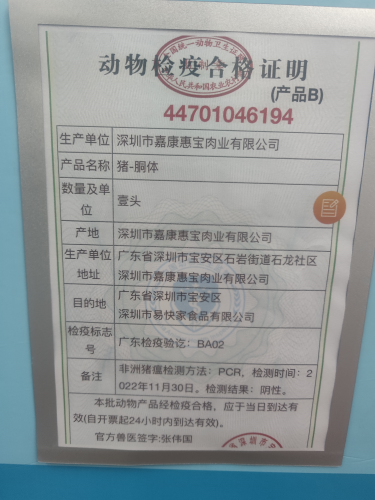 动物检疫合格证明
(产品B)
44701046194
生产单位 深圳市嘉康惠宝肉业有限公司
产品名称 猪-胴体
数量及单
位
壹头
产地 深圳市嘉康惠宝肉业有限公司
生产单位
地址
广东省深圳市宝安区石岩街道石龙社区
深圳市嘉康惠宝肉业有限公司
目的地
广东省深圳市宝安区
深圳市易快家食品有限公司
检疫标志
号
广东检疫验讫：BA02
备注
非洲猪瘟检测方法：PCR，检测时间：2
022年11月30日。检测结果：阴性。
本批动物产品经检疫合格，应于当日到达有
效(自开票起24小时内到达有效)。
官方兽医签字:张伟国